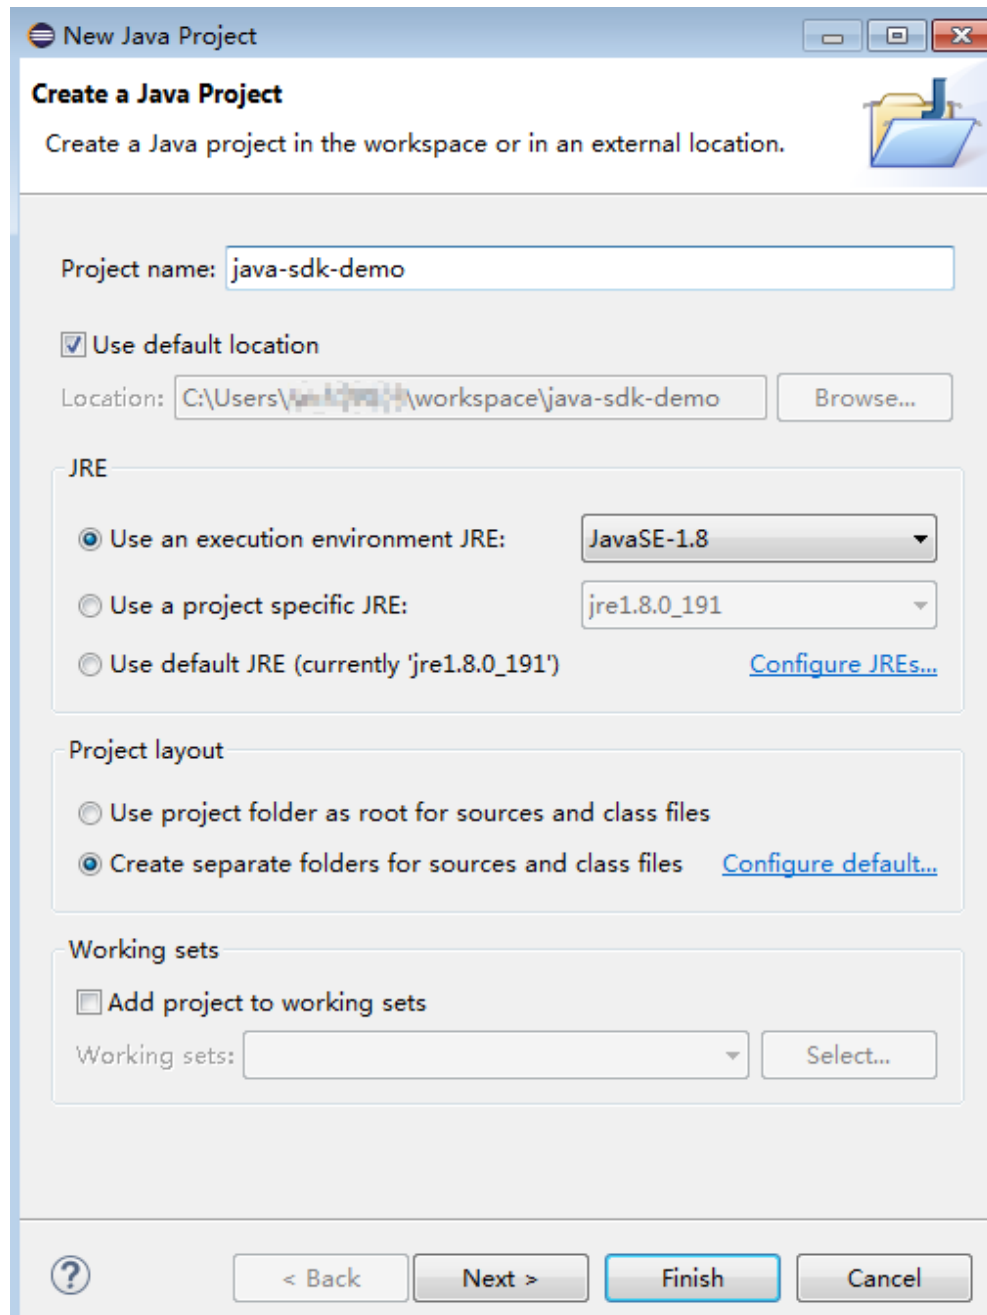 New Java Project
Create a Java Project
Create a Java project in the workspace or in an external location.
Project name: java-sdk-demo
Use default location
Location: C:\Users\ \workspace\java-sdk-demo Browse...
JRE
Use an execution environment JRE: JavaSE-1.8
Use a project specific JRE: jre1.8.0_191
Use default JRE (currently 'jre1.8.0_191') Configure JREs...
Project layout
Use project folder as root for sources and class files
Create separate folders for sources and class files Configure default...
Working sets
Add project to working sets
Working sets: Select...
? < Back Next > Finish Cancel